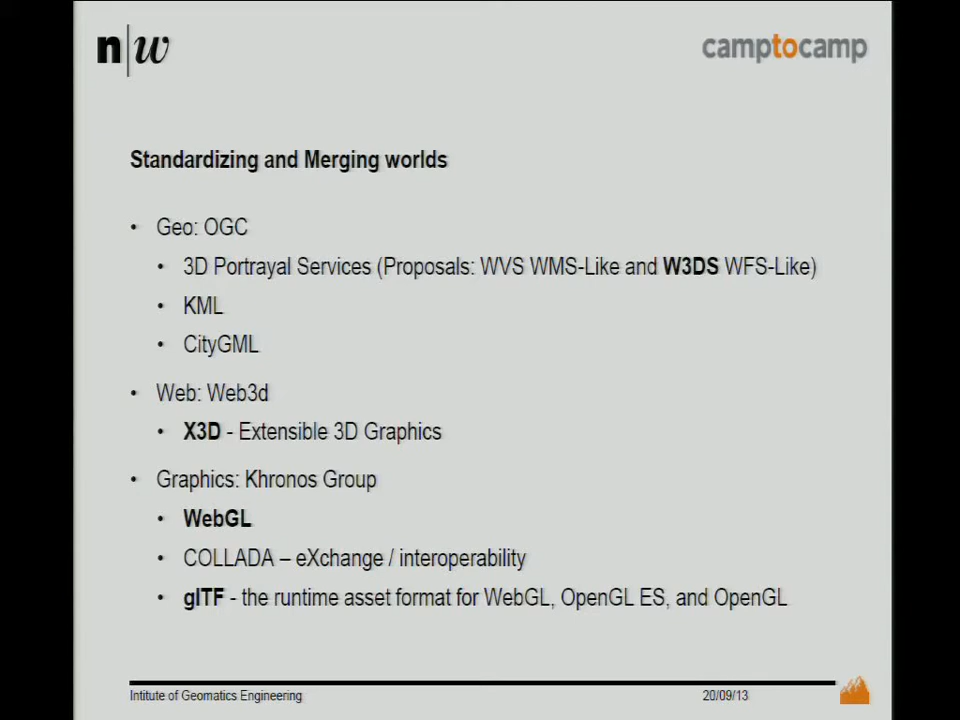 n|w
camptocamp
Standardizing and Merging worlds
• Geo: OGC
• 3D Portrayal Services (Proposals: WVS WMS-Like and W3DS WFS-Like)
• KML
• CityGML
• Web: Web3d
• X3D - Extensible 3D Graphics
• Graphics: Khronos Group
• WebGL
• COLLADA – eXchange / interoperability
• glTF - the runtime asset format for WebGL, OpenGL ES, and OpenGL
Intitute of Geomatics Engineering
20/09/13